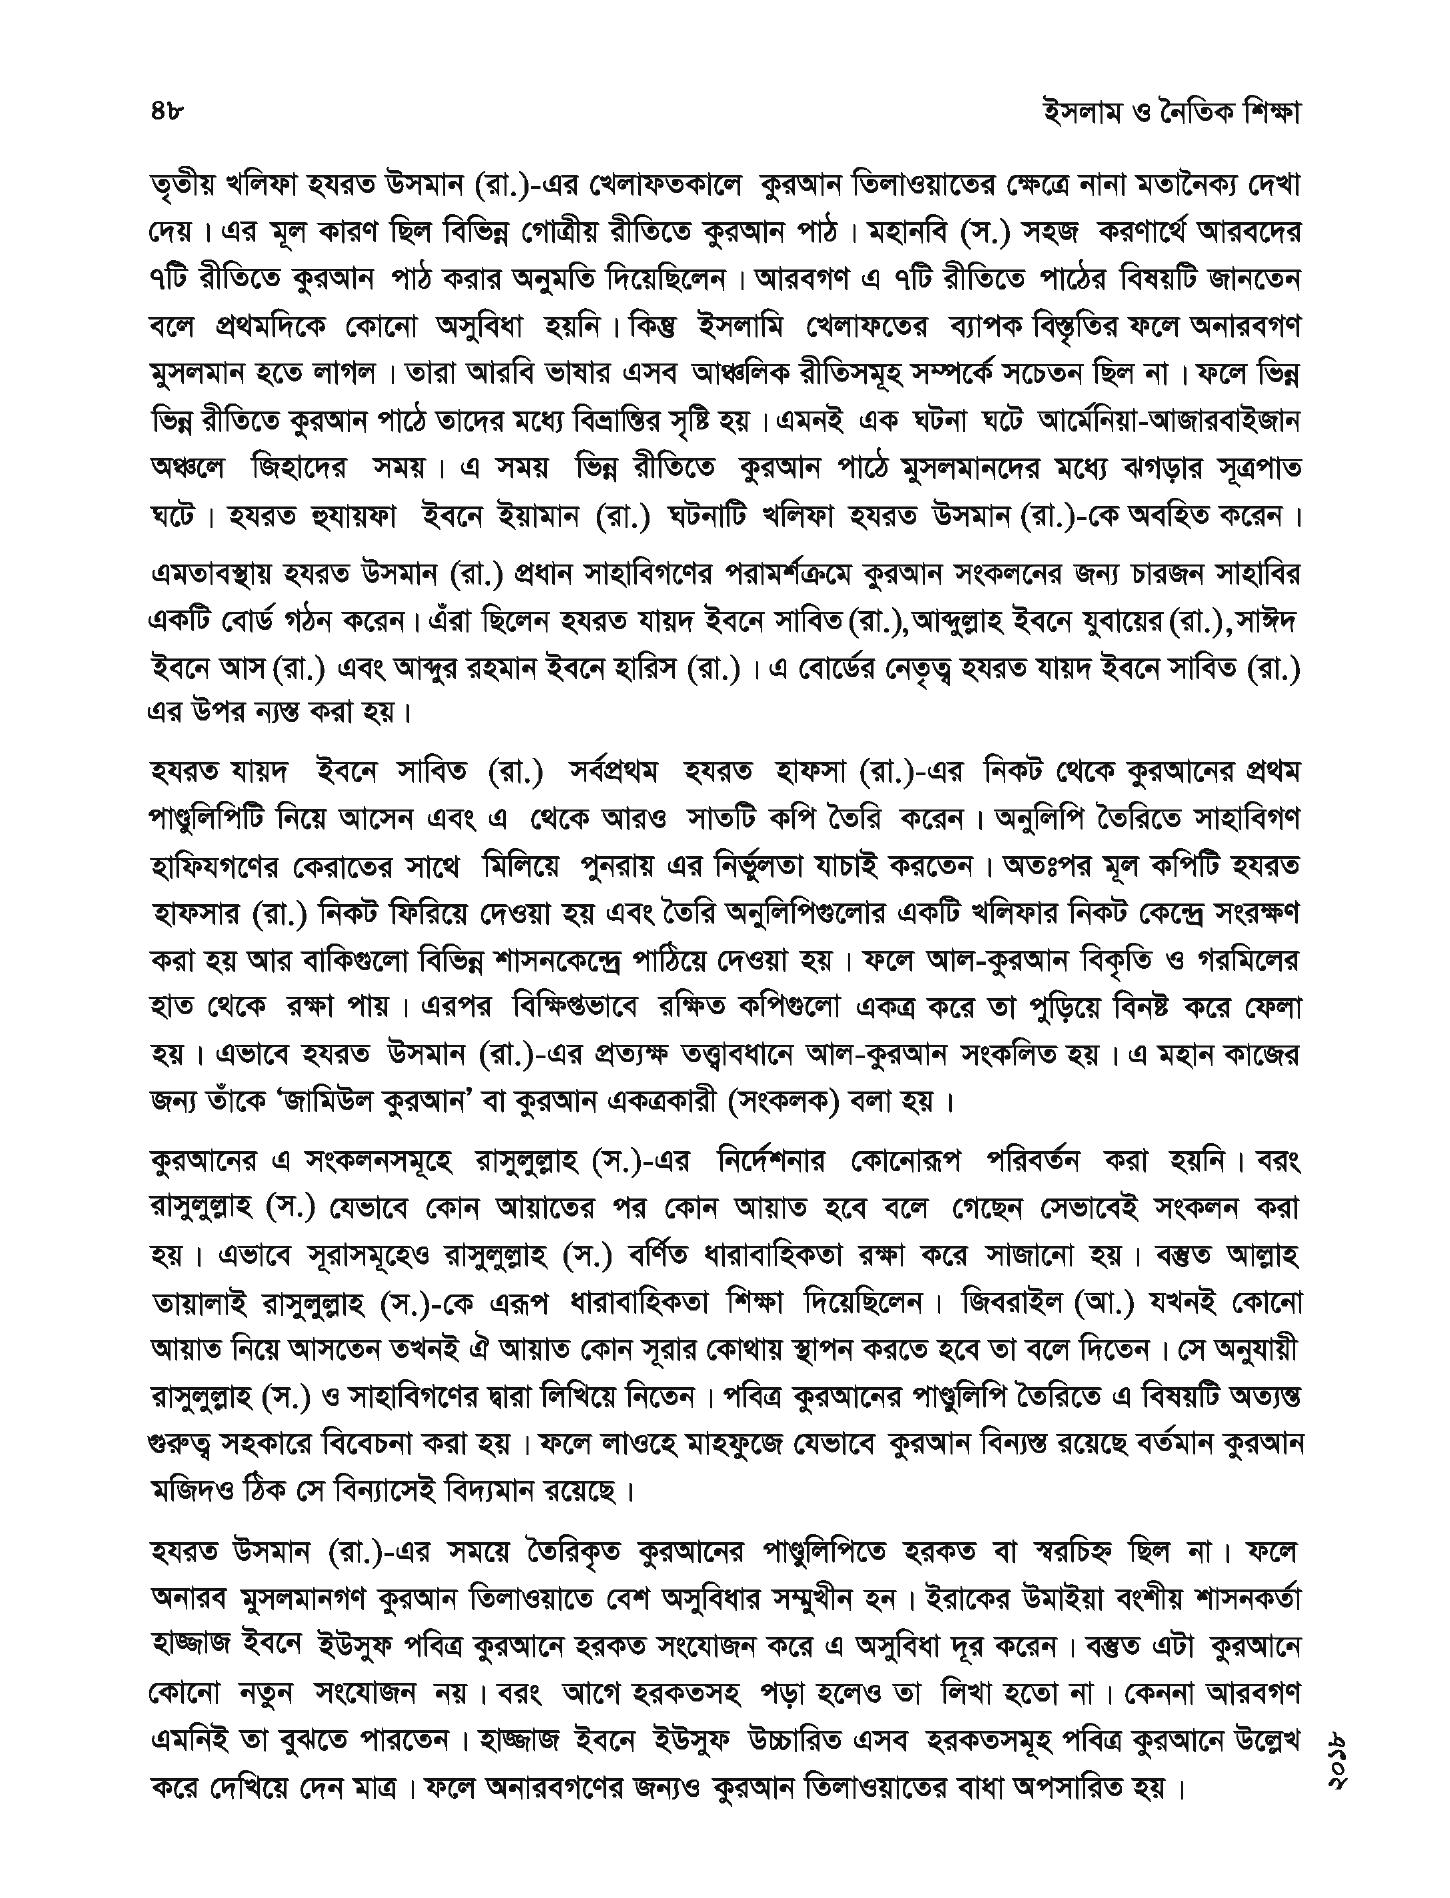 ৪৮
ইসলাম ও নৈতিক শিক্ষা
তৃতীয় খলিফা হযরত উসমান (রা.)-এর খেলাফতকালে কুরআন তিলাওয়াতের ক্ষেত্রে নানা মতানৈক্য দেখা
দেয়। এর মূল কারণ ছিল বিভিন্ন গোত্রীয় রীতিতে কুরআন পাঠ। মহানবি (স.) সহজ করণার্থে আরবদের
৭টি রীতিতে কুরআন পাঠ করার অনুমতি দিয়েছিলেন। আরবগণ এ ৭টি রীতিতে পাঠের বিষয়টি জানতেন
বলে প্রথমদিকে কোনো অসুবিধা হয়নি। কিন্তু ইসলামি খেলাফতের ব্যাপক বিস্তৃতির ফলে অনারবগণ
মুসলমান হতে লাগল। তারা আরবি ভাষার এসব আঞ্চলিক রীতিসমূহ সম্পর্কে সচেতন ছিল না। ফলে ভিন্ন
ভিন্ন রীতিতে কুরআন পাঠে তাদের মধ্যে বিভ্রান্তির সৃষ্টি হয়। এমনই এক ঘটনা ঘটে আর্মেনিয়া-আজারবাইজান
অঞ্চলে জিহাদের সময়। এ সময় ভিন্ন রীতিতে কুরআন পাঠে মুসলমানদের মধ্যে ঝগড়ার সূত্রপাত
ঘটে। হযরত হুযায়ফা ইবনে ইয়ামান (রা.) ঘটনাটি খলিফা হযরত উসমান (রা.)-কে অবহিত করেন।
এমতাবস্থায় হযরত উসমান (রা.) প্রধান সাহাবিগণের পরামর্শক্রমে কুরআন সংকলনের জন্য চারজন সাহাবির
একটি বোর্ড গঠন করেন। এঁরা ছিলেন হযরত যায়দ ইবনে সাবিত (রা.), আব্দুল্লাহ ইবনে যুবায়ের (রা.), সাঈদ
ইবনে আস (রা.) এবং আব্দুর রহমান ইবনে হারিস (রা.)। এ বোর্ডের নেতৃত্ব হযরত যায়দ ইবনে সাবিত (রা.)
এর উপর ন্যস্ত করা হয়।
হযরত যায়দ ইবনে সাবিত (রা.) সর্বপ্রথম হযরত হাফসা (রা.)-এর নিকট থেকে কুরআনের প্রথম
পাণ্ডুলিপিটি নিয়ে আসেন এবং এ থেকে আরও সাতটি কপি তৈরি করেন। অনুলিপি তৈরিতে সাহাবিগণ
হাফিযগণের কেরাতের সাথে মিলিয়ে পুনরায় এর নির্ভুলতা যাচাই করতেন। অতঃপর মূল কপিটি হযরত
হাফসার (রা.) নিকট ফিরিয়ে দেওয়া হয় এবং তৈরি অনুলিপিগুলোর একটি খলিফার নিকট কেন্দ্রে সংরক্ষণ
করা হয় আর বাকিগুলো বিভিন্ন শাসনকেন্দ্রে পাঠিয়ে দেওয়া হয়। ফলে আল-কুরআন বিকৃতি ও গরমিলের
হাত থেকে রক্ষা পায়। এরপর বিক্ষিপ্তভাবে রক্ষিত কপিগুলো একত্র করে তা পুড়িয়ে বিনষ্ট করে ফেলা
হয়। এভাবে হযরত উসমান (রা.)-এর প্রত্যক্ষ তত্ত্বাবধানে আল-কুরআন সংকলিত হয়। এ মহান কাজের
জন্য তাঁকে ‘জামিউল কুরআন’ বা কুরআন একত্রকারী (সংকলক) বলা হয়।
কুরআনের এ সংকলনসমূহে রাসুলুল্লাহ (স.)-এর নির্দেশনার কোনোরূপ পরিবর্তন করা হয়নি। বরং
রাসুলুল্লাহ (স.) যেভাবে কোন আয়াতের পর কোন আয়াত হবে বলে গেছেন সেভাবেই সংকলন করা
হয়। এভাবে সূরাসমূহেও রাসুলুল্লাহ (স.) বর্ণিত ধারাবাহিকতা রক্ষা করে সাজানো হয়। বস্তুত আল্লাহ
তায়ালাই রাসুলুল্লাহ (স.)-কে এরূপ ধারাবাহিকতা শিক্ষা দিয়েছিলেন। জিবরাইল (আ.) যখনই কোনো
আয়াত নিয়ে আসতেন তখনই ঐ আয়াত কোন সূরার কোথায় স্থাপন করতে হবে তা বলে দিতেন। সে অনুযায়ী
রাসুলুল্লাহ (স.) ও সাহাবিগণের দ্বারা লিখিয়ে নিতেন। পবিত্র কুরআনের পাণ্ডুলিপি তৈরিতে এ বিষয়টি অত্যন্ত
গুরুত্ব সহকারে বিবেচনা করা হয়। ফলে লাওহে মাহফুজে যেভাবে কুরআন বিন্যস্ত রয়েছে বর্তমান কুরআন
মজিদও ঠিক সে বিন্যাসেই বিদ্যমান রয়েছে।
হযরত উসমান (রা.)-এর সময়ে তৈরিকৃত কুরআনের পাণ্ডুলিপিতে হরকত বা স্বরচিহ্ন ছিল না। ফলে
অনারব মুসলমানগণ কুরআন তিলাওয়াতে বেশ অসুবিধার সম্মুখীন হন। ইরাকের উমাইয়া বংশীয় শাসনকর্তা
হাজ্জাজ ইবনে ইউসুফ পবিত্র কুরআনে হরকত সংযোজন করে এ অসুবিধা দূর করেন। বস্তুত এটা কুরআনে
কোনো নতুন সংযোজন নয়। বরং আগে হরকতসহ পড়া হলেও তা লিখা হতো না। কেননা আরবগণ
এমনিই তা বুঝতে পারতেন। হাজ্জাজ ইবনে ইউসুফ উচ্চারিত এসব হরকতসমূহ পবিত্র কুরআনে উল্লেখ
করে দেখিয়ে দেন মাত্র। ফলে অনারবগণের জন্যও কুরআন তিলাওয়াতের বাধা অপসারিত হয়।
২০১৮